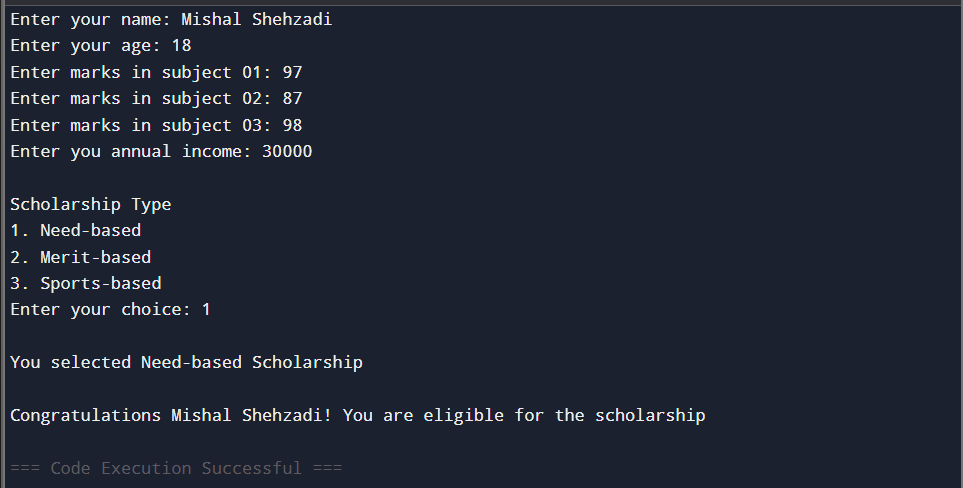 Enter your name: Mishal Shehzadi
Enter your age: 18
Enter marks in subject 01: 97
Enter marks in subject 02: 87
Enter marks in subject 03: 98
Enter you annual income: 30000
Scholarship Type
1. Need-based
2. Merit-based
3. Sports-based
Enter your choice: 1
You selected Need-based Scholarship
Congratulations Mishal Shehzadi! You are eligible for the scholarship
=== Code Execution Successful ===